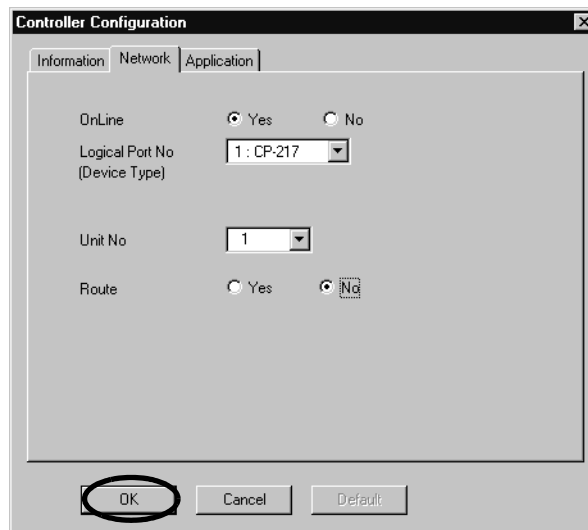 Controller Configuration
Information Network Application
OnLine Yes No
Logical Port No 1 : CP-217
(Device Type)
Unit No 1
Route Yes No
OK Cancel Default